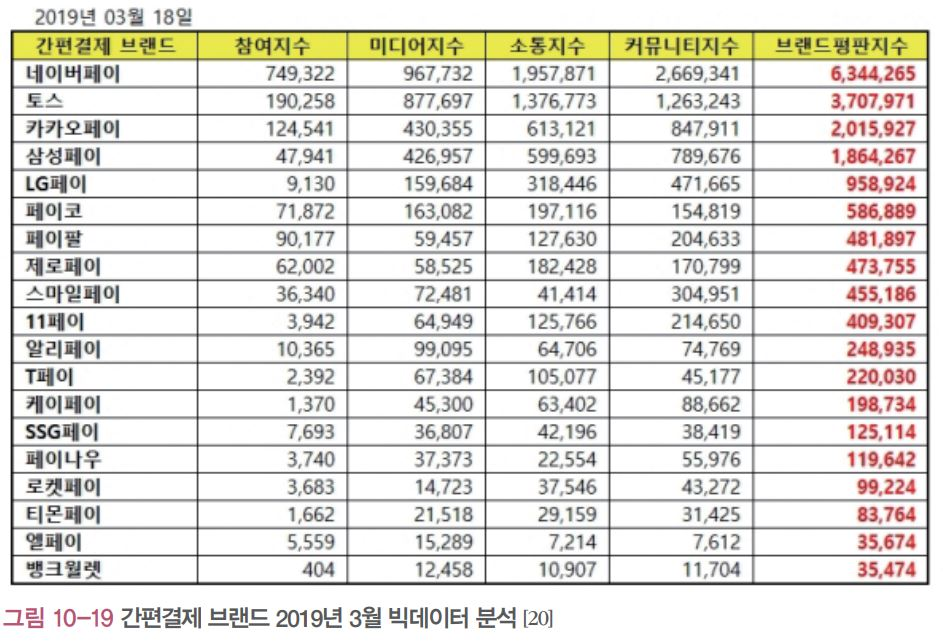 2019년 03월 18일
간편결제 브랜드 참여지수 미디어지수 소통지수 커뮤니티지수 브랜드평판지수
네이버페이 749,322 967,732 1,957,871 2,669,341 6,344,265
토스 190,258 877,697 1,376,773 1,263,243 3,707,971
카카오페이 124,541 430,355 613,121 847,911 2,015,927
삼성페이 47,941 426,957 599,693 789,676 1,864,267
LG페이 9,130 159,684 318,446 471,665 958,924
페이코 71,872 163,082 197,116 154,819 586,889
페이팔 90,177 59,457 127,630 204,633 481,897
제로페이 62,002 58,525 182,428 170,799 473,755
스마일페이 36,340 72,481 41,414 304,951 455,186
11페이 3,942 64,949 125,766 214,650 409,307
알리페이 10,365 99,095 64,706 74,769 248,935
T페이 2,392 67,384 105,077 45,177 220,030
케이페이 1,370 45,300 63,402 88,662 198,734
SSG페이 7,693 36,807 42,196 38,419 125,114
페이나우 3,740 37,373 22,554 55,976 119,642
로켓페이 3,683 14,723 37,546 43,272 99,224
티몬페이 1,662 21,518 29,159 31,425 83,764
엘페이 5,559 15,289 7,214 7,612 35,674
뱅크월렛 404 12,458 10,907 11,704 35,474
그림 10-19 간편결제 브랜드 2019년 3월 빅데이터 분석 [20]